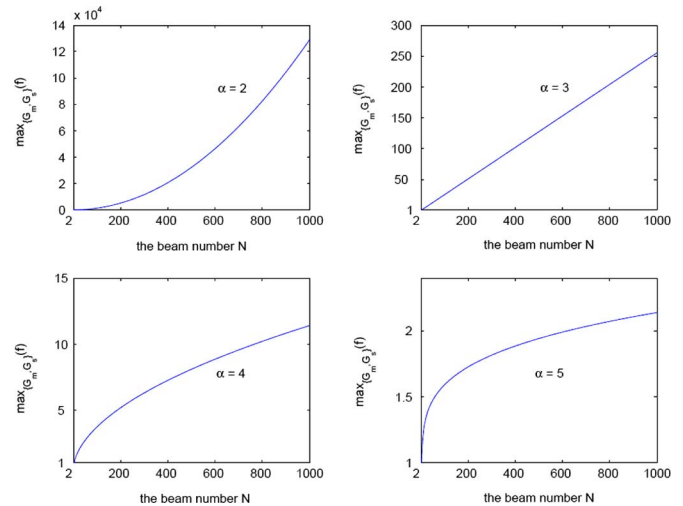 x 10⁴
14
12
10
8
6
4
2
0
2 200 400 600 800 1000
max{Gm,Gs}(f)
α = 2
the beam number N
300
250
200
150
100
50
1
2 200 400 600 800 1000
max{Gm,Gs}(f)
α = 3
the beam number N
15
10
5
1
2 200 400 600 800 1000
max{Gm,Gs}(f)
α = 4
the beam number N
2
1.5
1
2 200 400 600 800 1000
max{Gm,Gs}(f)
α = 5
the beam number N